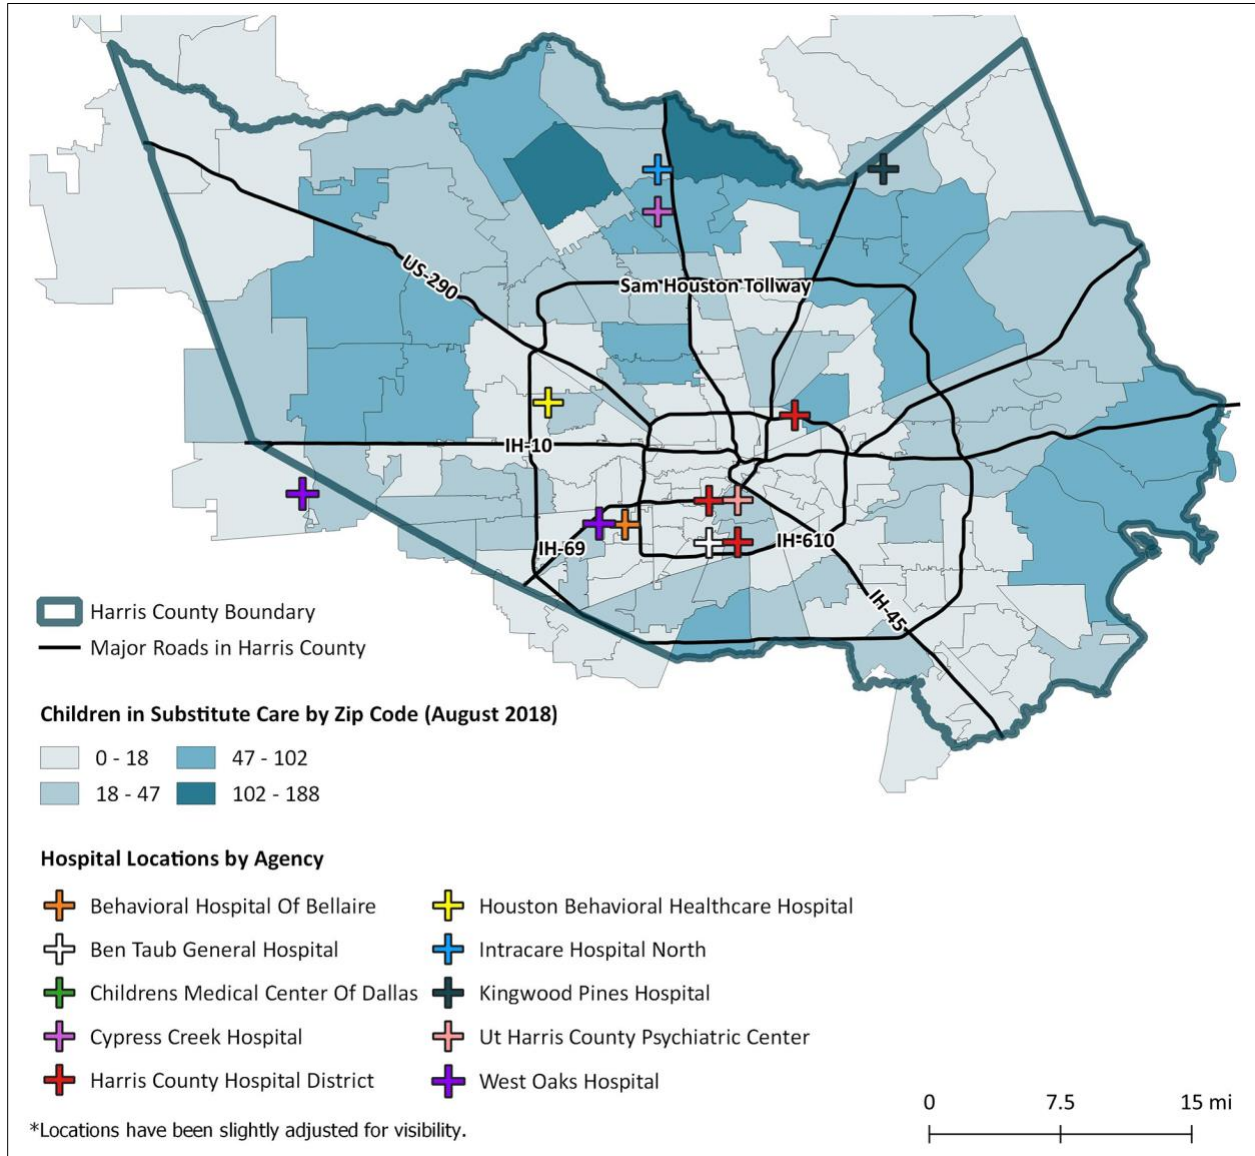 US-290
Sam Houston Tollway
IH-10
IH-69
IH-610
IH-45
Harris County Boundary
Major Roads in Harris County
Children in Substitute Care by Zip Code (August 2018)
0 - 18
47 - 102
18 - 47
102 - 188
Hospital Locations by Agency
Behavioral Hospital Of Bellaire
Houston Behavioral Healthcare Hospital
Ben Taub General Hospital
Intracare Hospital North
Childrens Medical Center Of Dallas
Kingwood Pines Hospital
Cypress Creek Hospital
Ut Harris County Psychiatric Center
Harris County Hospital District
West Oaks Hospital
0 7.5 15 mi
*Locations have been slightly adjusted for visibility.